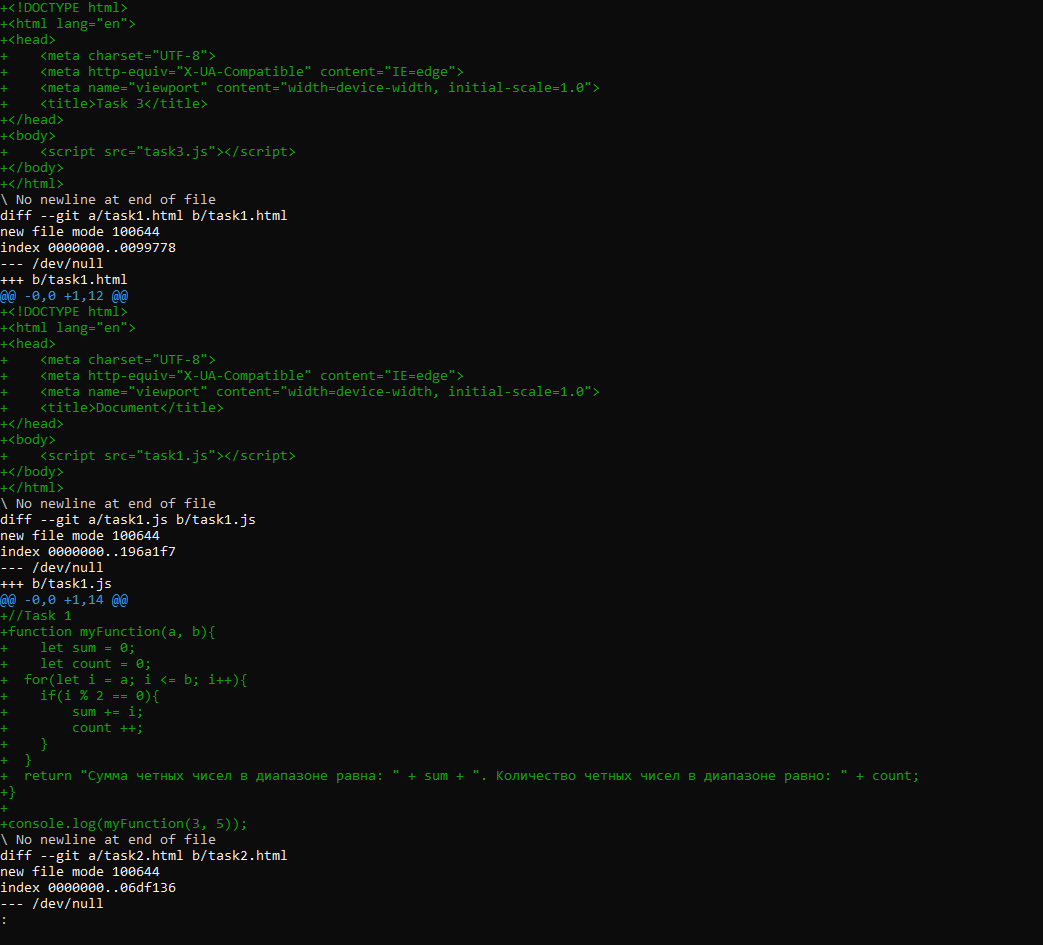 +<!DOCTYPE html>
+<html lang="en">
+<head>
+    <meta charset="UTF-8">
+    <meta http-equiv="X-UA-Compatible" content="IE=edge">
+    <meta name="viewport" content="width=device-width, initial-scale=1.0">
+    <title>Task 3</title>
+</head>
+<body>
+    <script src="task3.js"></script>
+</body>
+</html>
\ No newline at end of file
diff --git a/task1.html b/task1.html
new file mode 100644
index 0000000..0099778
--- /dev/null
+++ b/task1.html
@@ -0,0 +1,12 @@
+<!DOCTYPE html>
+<html lang="en">
+<head>
+    <meta charset="UTF-8">
+    <meta http-equiv="X-UA-Compatible" content="IE=edge">
+    <meta name="viewport" content="width=device-width, initial-scale=1.0">
+    <title>Document</title>
+</head>
+<body>
+    <script src="task1.js"></script>
+</body>
+</html>
\ No newline at end of file
diff --git a/task1.js b/task1.js
new file mode 100644
index 0000000..196a1f7
--- /dev/null
+++ b/task1.js
@@ -0,0 +1,14 @@
+//Task 1
+function myFunction(a, b){
+    let sum = 0;
+    let count = 0;
+  for(let i = a; i <= b; i++){
+    if(i % 2 == 0){
+        sum += i;
+        count ++;
+    }
+  }
+  return "Сумма четных чисел в диапазоне равна: " + sum + ". Количество четных чисел в диапазоне равно: " + count;
+}
+
+console.log(myFunction(3, 5));
\ No newline at end of file
diff --git a/task2.html b/task2.html
new file mode 100644
index 0000000..06df136
--- /dev/null
: